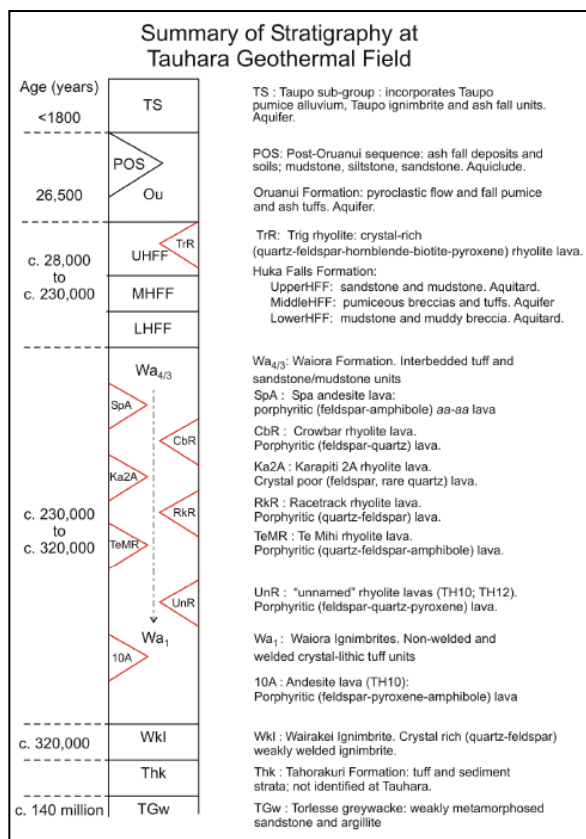 Summary of Stratigraphy at
Tauhara Geothermal Field
Age (years)
<1800
TS
TS : Taupo sub-group : incorporates Taupo
pumice alluvium, Taupo ignimbrite and ash fall units.
Aquifer.
POS
POS: Post-Oruanui sequence: ash fall deposits and
soils; mudstone, siltstone, sandstone. Aquiclude.
26,500
Ou
Oruanui Formation: pyroclastic flow and fall pumice
and ash tuffs. Aquifer.
c. 28,000
to
c. 230,000
TrR
UHFF
MHFF
LHFF
TrR: Trig rhyolite: crystal-rich
(quartz-feldspar-hornblende-biotite-pyroxene) rhyolite lava.
Huka Falls Formation:
UpperHFF: sandstone and mudstone. Aquitard.
MiddleHFF: pumiceous breccias and tuffs. Aquifer
LowerHFF: mudstone and muddy breccia. Aquitard.
c. 230,000
to
c. 320,000
Wa4/3
SpA
CbR
Ka2A
RkR
TeMR
UnR
Wa1
10A
Wa4/3: Waiora Formation. Interbedded tuff and
sandstone/mudstone units
SpA : Spa andesite lava:
porphyritic (feldspar-amphibole) aa-aa lava
CbR : Crowbar rhyolite lava.
Porphyritic (feldspar-quartz) lava.
Ka2A : Karapiti 2A rhyolite lava.
Crystal poor (feldspar, rare quartz) lava.
RkR : Racetrack rhyolite lava.
Porphyritic (quartz-feldspar) lava.
TeMR : Te Mihi rhyolite lava.
Porphyritic (quartz-feldspar-amphibole) lava.
UnR : “unnamed” rhyolite lavas (TH10; TH12).
Porphyritic (feldspar-quartz-pyroxene) lava.
Wa1 : Waiora Ignimbrites. Non-welded and
welded crystal-lithic tuff units
10A : Andesite lava (TH10):
Porphyritic (feldspar-pyroxene-amphibole) lava
c. 320,000
WkI
WkI : Wairakei Ignimbrite. Crystal rich (quartz-feldspar)
weakly welded ignimbrite.
Thk
Thk : Tahorakuri Formation: tuff and sediment
strata; not identified at Tauhara.
c. 140 million
TGw
TGw : Torlesse greywacke: weakly metamorphosed
sandstone and argillite